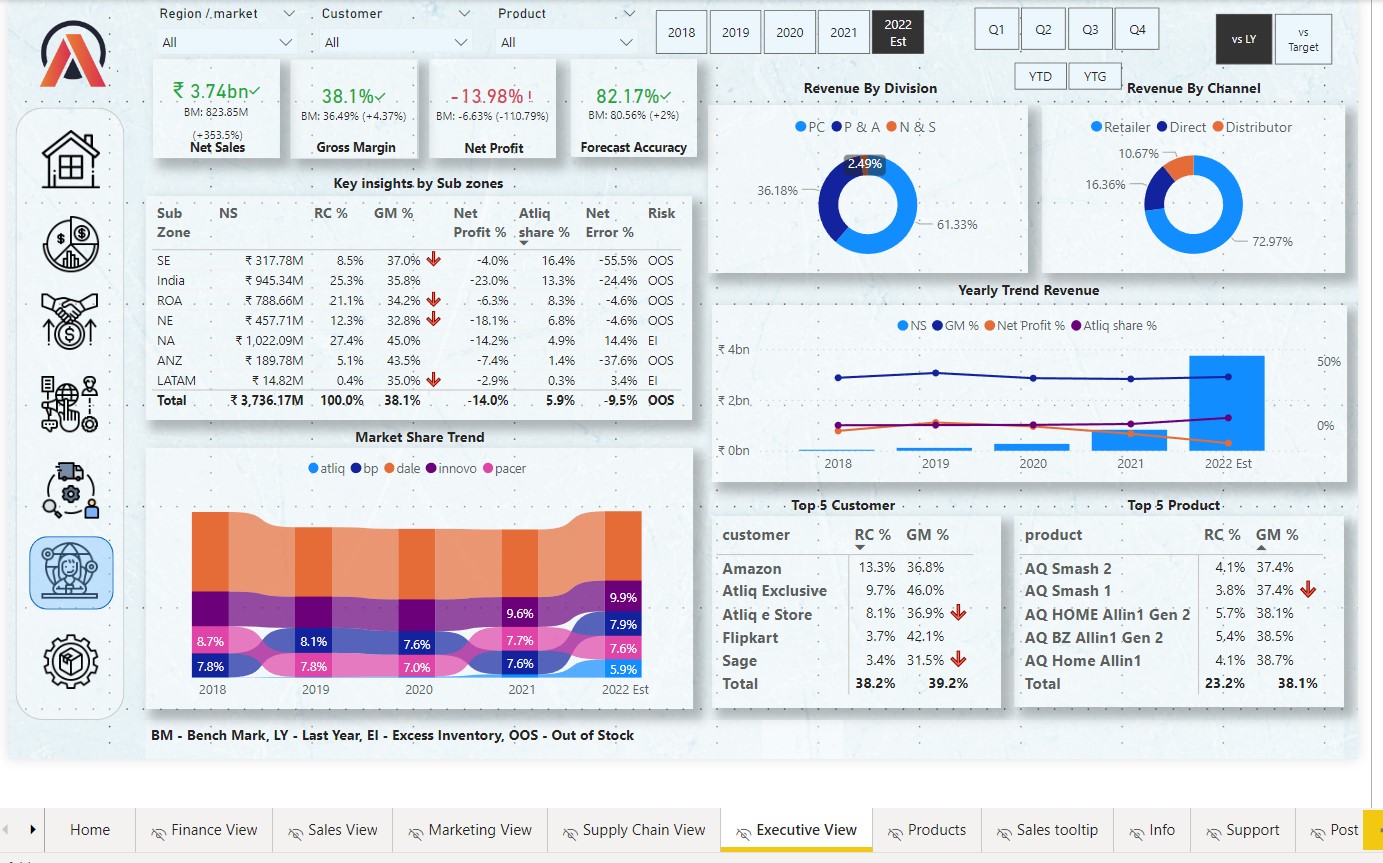 Region / market
Customer
Product
All
All
All
2018
2019
2020
2021
2022
Est
Q1
Q2
Q3
Q4
YTD
YTG
vs LY
vs
Target
₹ 3.74bn✓
BM: 823.85M
(+353.5%)
Net Sales
38.1%✓
BM: 36.49% (+4.37%)
Gross Margin
-13.98% !
BM: -6.63% (-110.79%)
Net Profit
82.17%✓
BM: 80.56% (+2%)
Forecast Accuracy
Key insights by Sub zones
Sub Zone NS RC % GM % Net Profit % Atliq share % Net Error % Risk
SE ₹ 317.78M 8.5% 37.0% -4.0% 16.4% -55.5% OOS
India ₹ 945.34M 25.3% 35.8% -23.0% 13.3% -24.4% OOS
ROA ₹ 788.66M 21.1% 34.2% -6.3% 8.3% -4.6% OOS
NE ₹ 457.71M 12.3% 32.8% -18.1% 6.8% -4.6% OOS
NA ₹ 1,022.09M 27.4% 45.0% -14.2% 4.9% 14.4% EI
ANZ ₹ 189.78M 5.1% 43.5% -7.4% 1.4% -37.6% OOS
LATAM ₹ 14.82M 0.4% 35.0% -2.9% 0.3% 3.4% EI
Total ₹ 3,736.17M 100.0% 38.1% -14.0% 5.9% -9.5% OOS
Revenue By Division
PC P & A N & S
2.49%
36.18%
61.33%
Revenue By Channel
Retailer Direct Distributor
10.67%
16.36%
72.97%
Yearly Trend Revenue
NS GM % Net Profit % Atliq share %
₹ 4bn
₹ 2bn
₹ 0bn
50%
0%
2018 2019 2020 2021 2022 Est
Market Share Trend
atliq bp dale innovo pacer
8.7%
7.8%
8.1%
7.8%
7.6%
7.0%
9.6%
7.7%
7.6%
9.9%
7.9%
7.6%
5.9%
2018 2019 2020 2021 2022 Est
Top 5 Customer
customer RC % GM %
Amazon 13.3% 36.8%
Atliq Exclusive 9.7% 46.0%
Atliq e Store 8.1% 36.9%
Flipkart 3.7% 42.1%
Sage 3.4% 31.5%
Total 38.2% 39.2%
Top 5 Product
product RC % GM %
AQ Smash 2 4.1% 37.4%
AQ Smash 1 3.8% 37.4%
AQ HOME Allin1 Gen 2 5.7% 38.1%
AQ BZ Allin1 Gen 2 5.4% 38.5%
AQ Home Allin1 4.1% 38.7%
Total 23.2% 38.1%
BM - Bench Mark, LY - Last Year, EI - Excess Inventory, OOS - Out of Stock
Home
Finance View
Sales View
Marketing View
Supply Chain View
Executive View
Products
Sales tooltip
Info
Support
Post